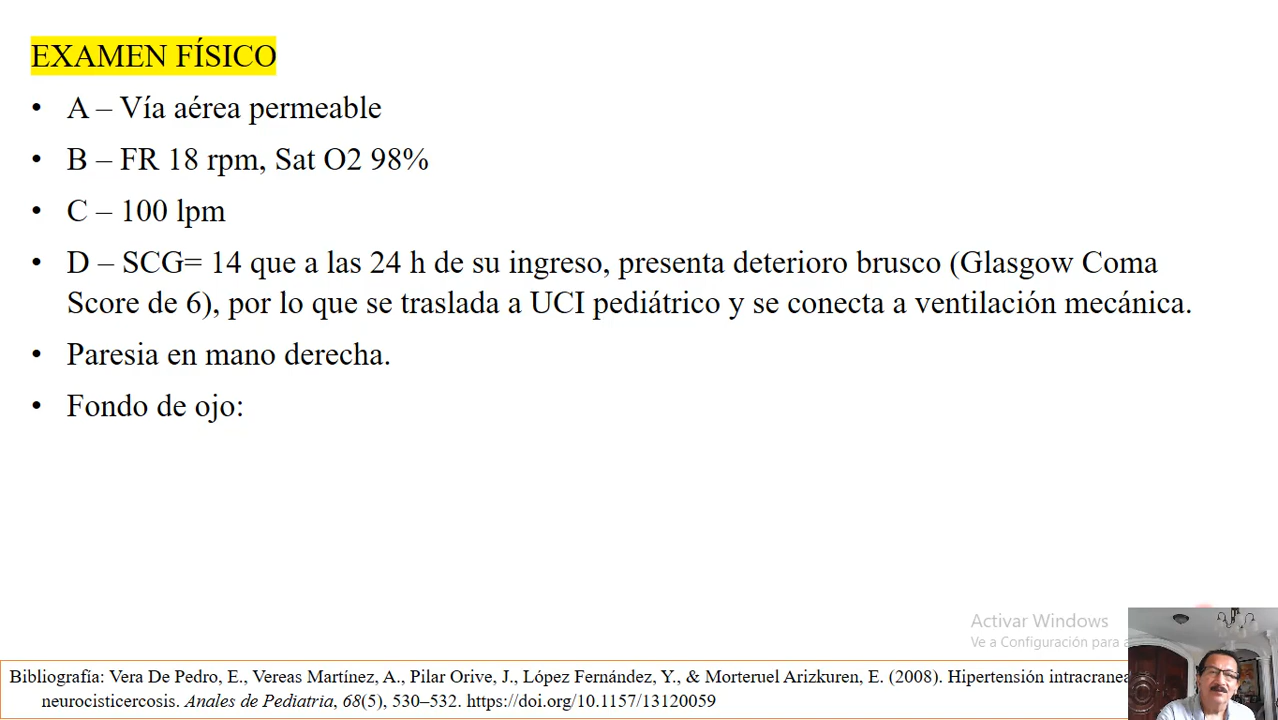 EXAMEN FÍSICO
• A – Vía aérea permeable
• B – FR 18 rpm, Sat O2 98%
• C – 100 lpm
• D – SCG= 14 que a las 24 h de su ingreso, presenta deterioro brusco (Glasgow Coma
Score de 6), por lo que se traslada a UCI pediátrico y se conecta a ventilación mecánica.
• Paresia en mano derecha.
• Fondo de ojo:
Activar Windows
Ve a Configuración para
Bibliografía: Vera De Pedro, E., Vereas Martínez, A., Pilar Orive, J., López Fernández, Y., & Morteruel Arizkuren, E. (2008). Hipertensión
neurocisticercosis. Anales de Pediatria, 68(5), 530–532. https://doi.org/10.1157/13120059